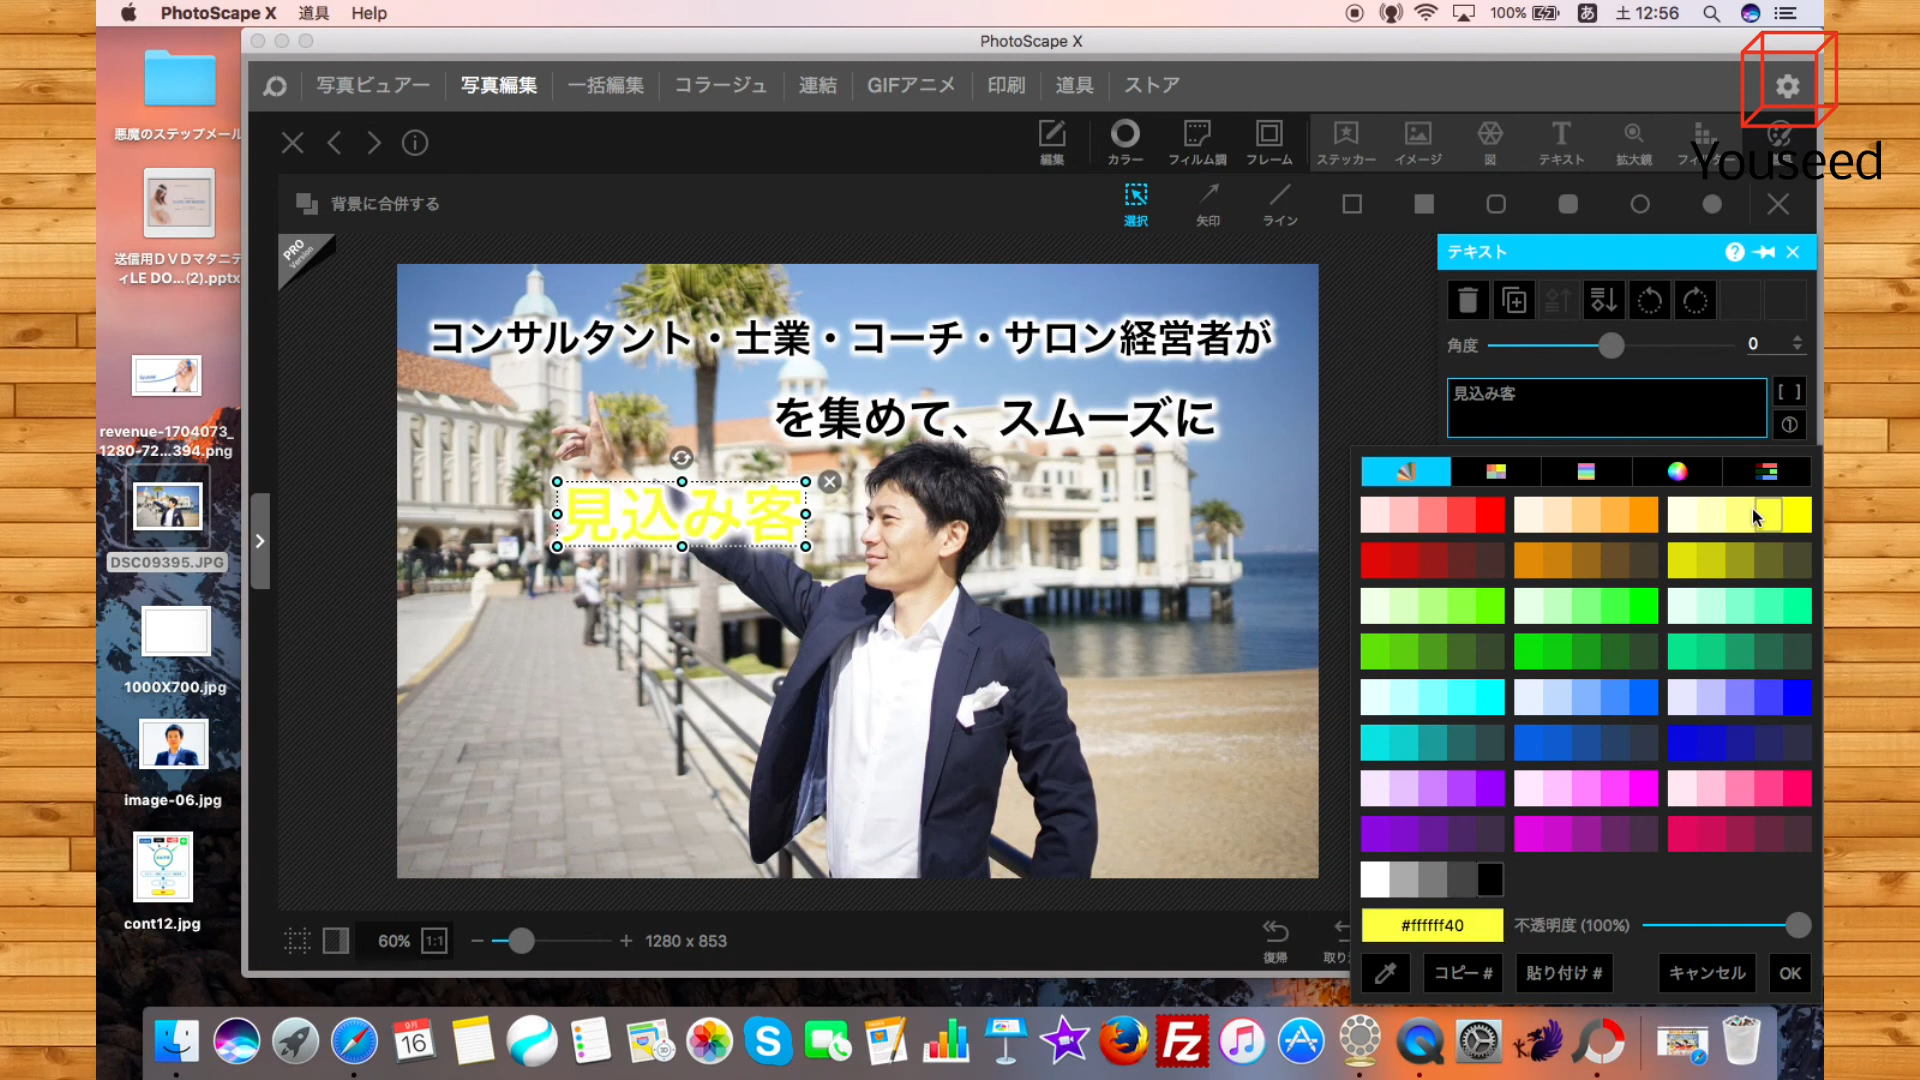 PhotoScape X 道具 Help
100% あ 土 12:56
PhotoScape X
写真ビュアー 写真編集 一括編集 コラージュ 連結 GIFアニメ 印刷 道具 ストア
編集 カラー フィルム調 フレーム ステッカー イメージ 図 テキスト 拡大鏡
Youseed
背景に合併する
選択 矢印 ライン
PRO
Version
テキスト
角度 0
見込み客
コンサルタント・士業・コーチ・サロン経営者が
を集めて、スムーズに
見込み客
悪魔のステップメール
送信用ＤＶＤマタニテ
ィLE DO...(2).pptx
revenue-1704073_
1280-72...394.png
DSC09395.JPG
1000X700.jpg
image-06.jpg
cont12.jpg
60% 1:1 1280 x 853
復帰
#ffffff40 不透明度 (100%)
コピー # 貼り付け # キャンセル OK
9月
16